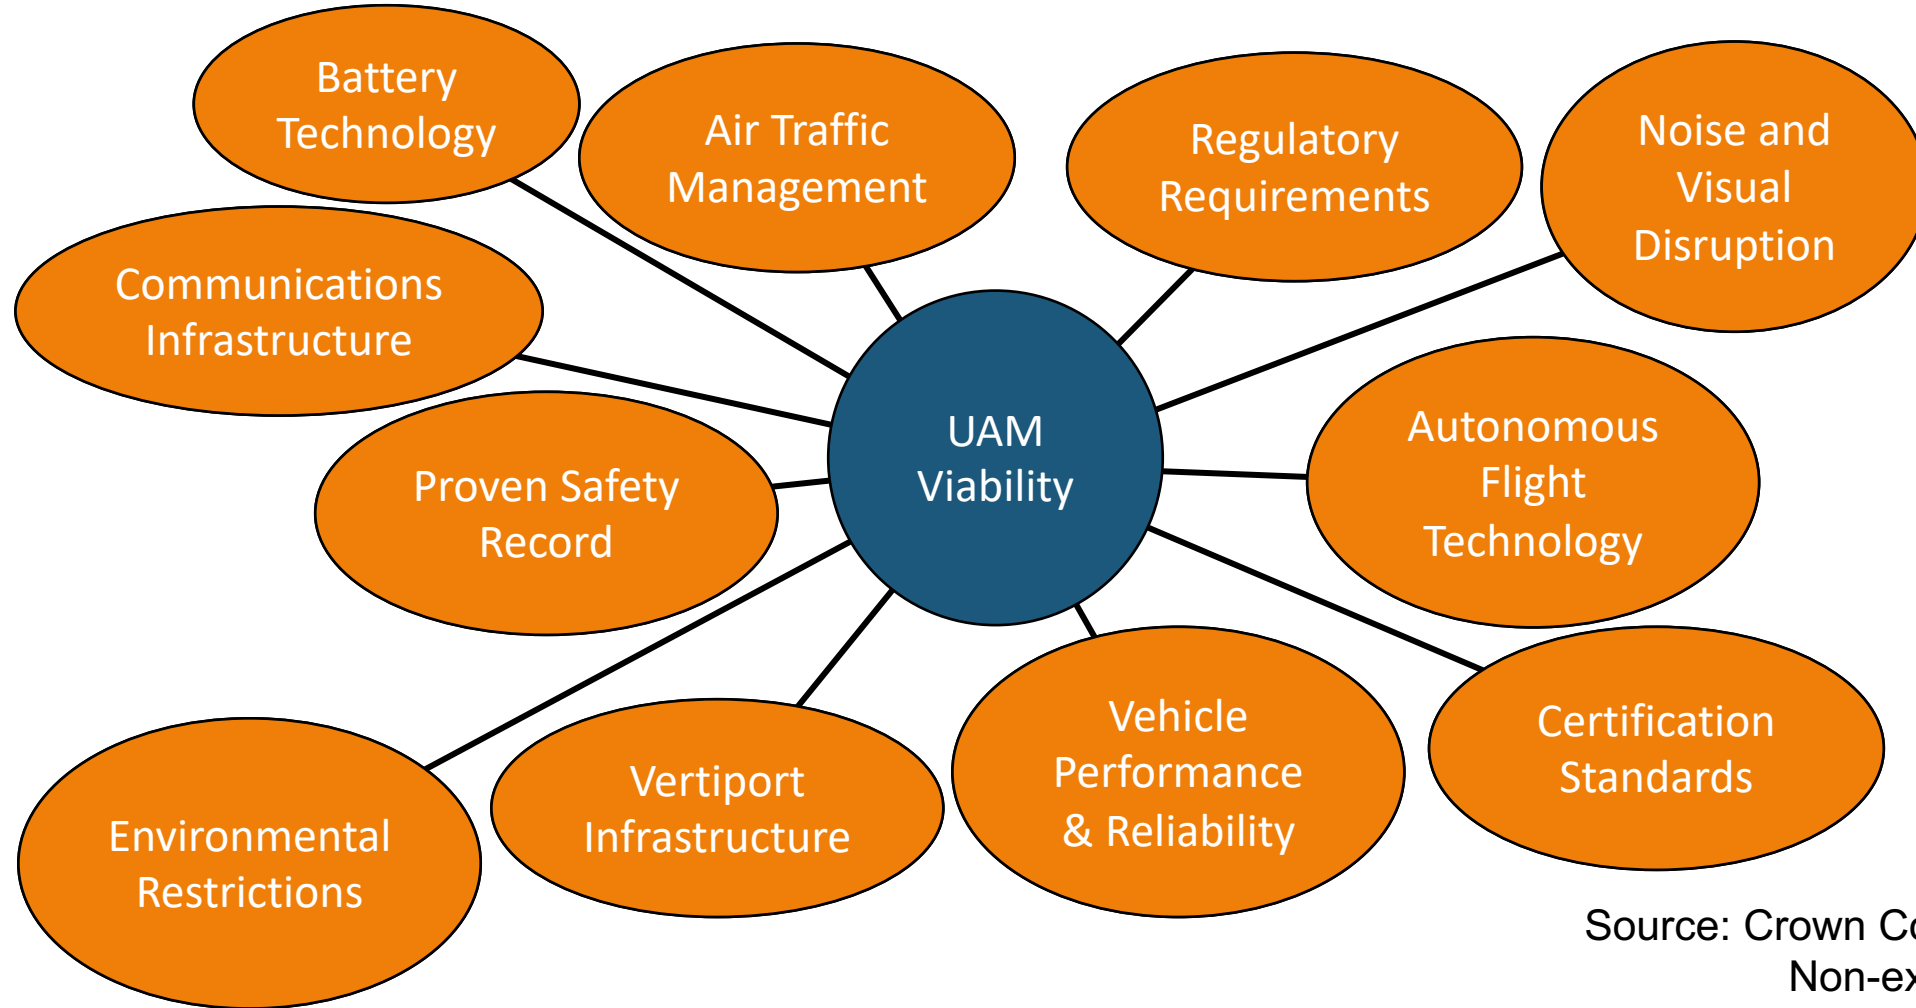 Battery
Technology
Air Traffic
Management
Regulatory
Requirements
Noise and
Visual
Disruption
Communications
Infrastructure
UAM
Viability
Autonomous
Flight
Technology
Proven Safety
Record
Vehicle
Performance
& Reliability
Certification
Standards
Vertiport
Infrastructure
Environmental
Restrictions
Source: Crown